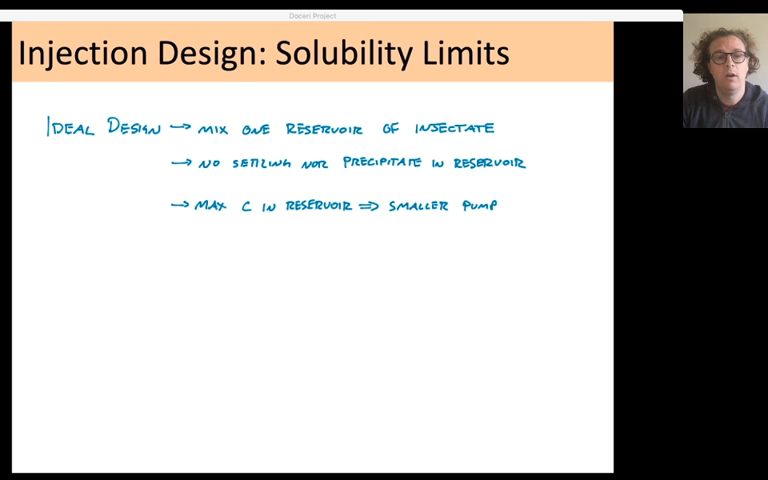 Doceri Project
Injection Design: Solubility Limits
IDEAL DESIGN → MIX ONE RESERVOIR OF INJECTATE
→ NO SETTLING NOR PRECIPITATE IN RESERVOIR
→ MAX C IN RESERVOIR ⇒ SMALLER PUMP